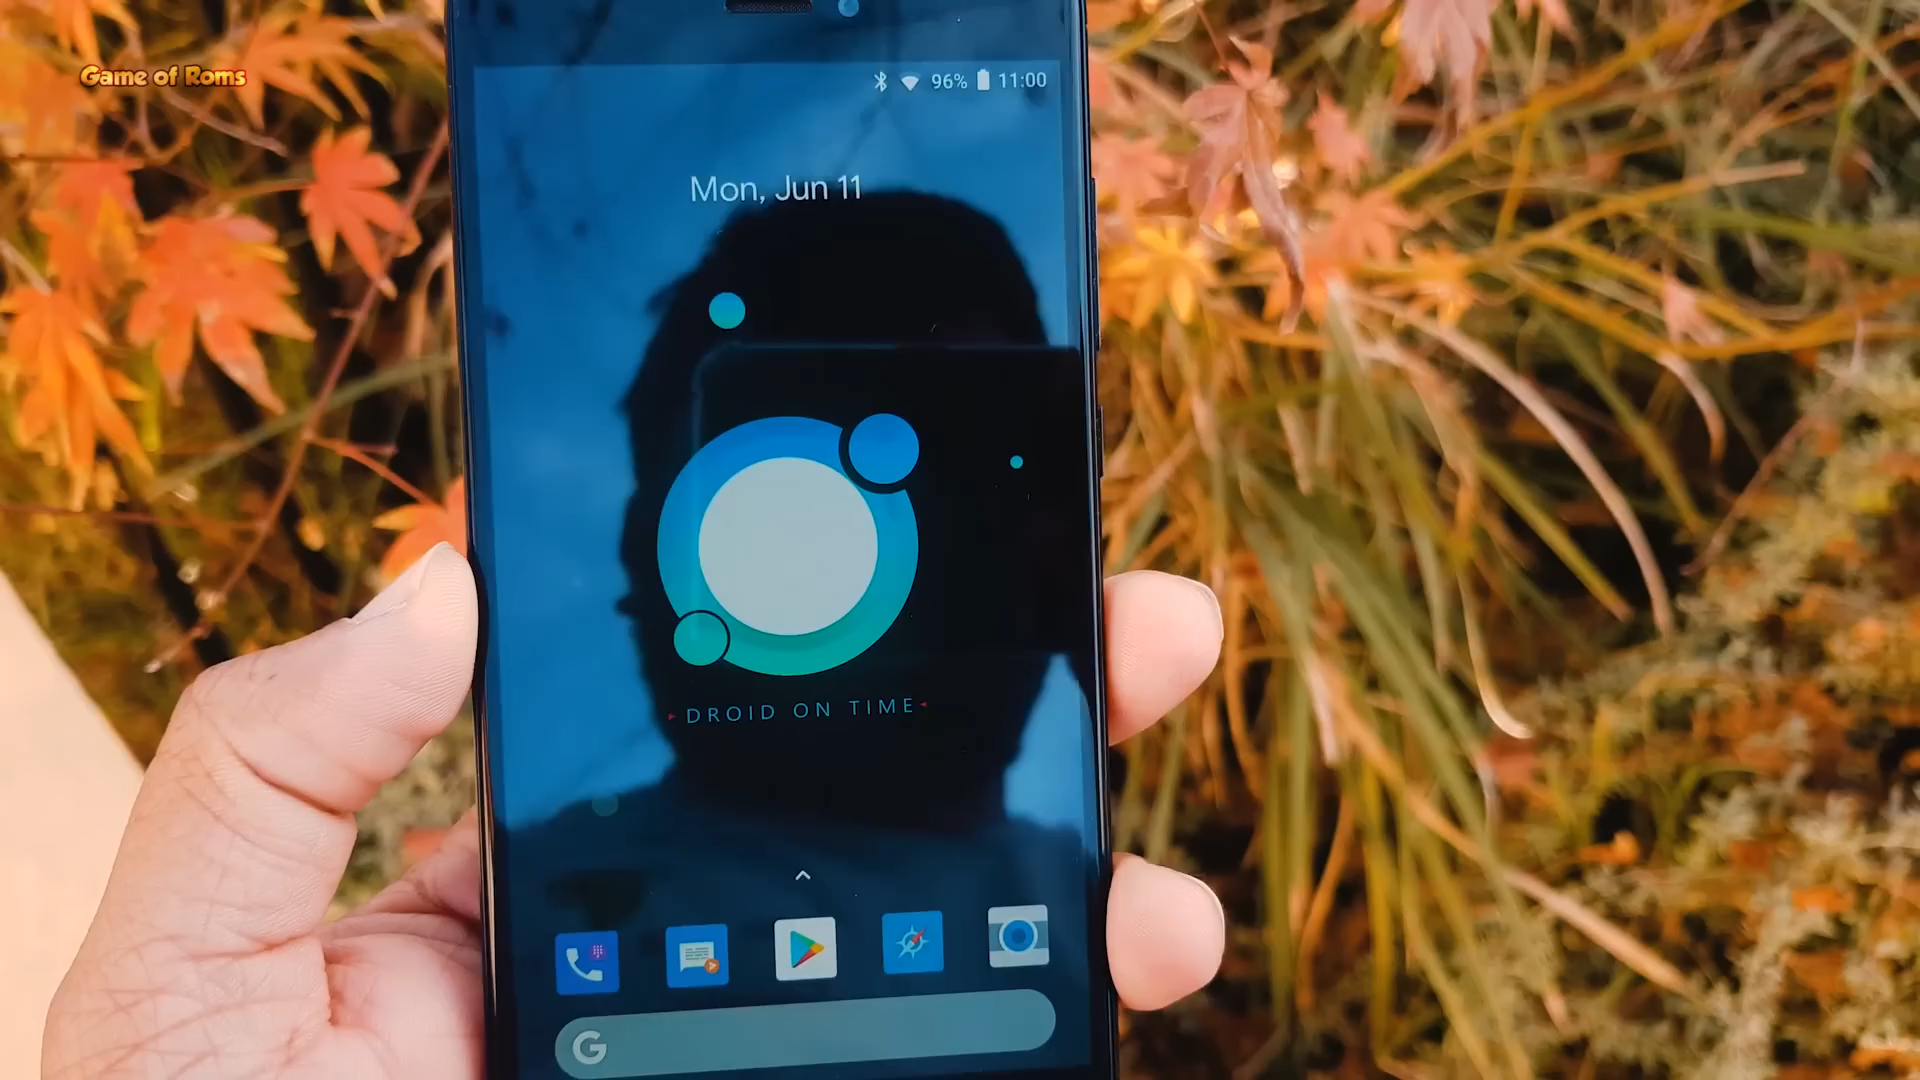 Game of Roms
96% 11:00
Mon, Jun 11
DROID ON TIME
G